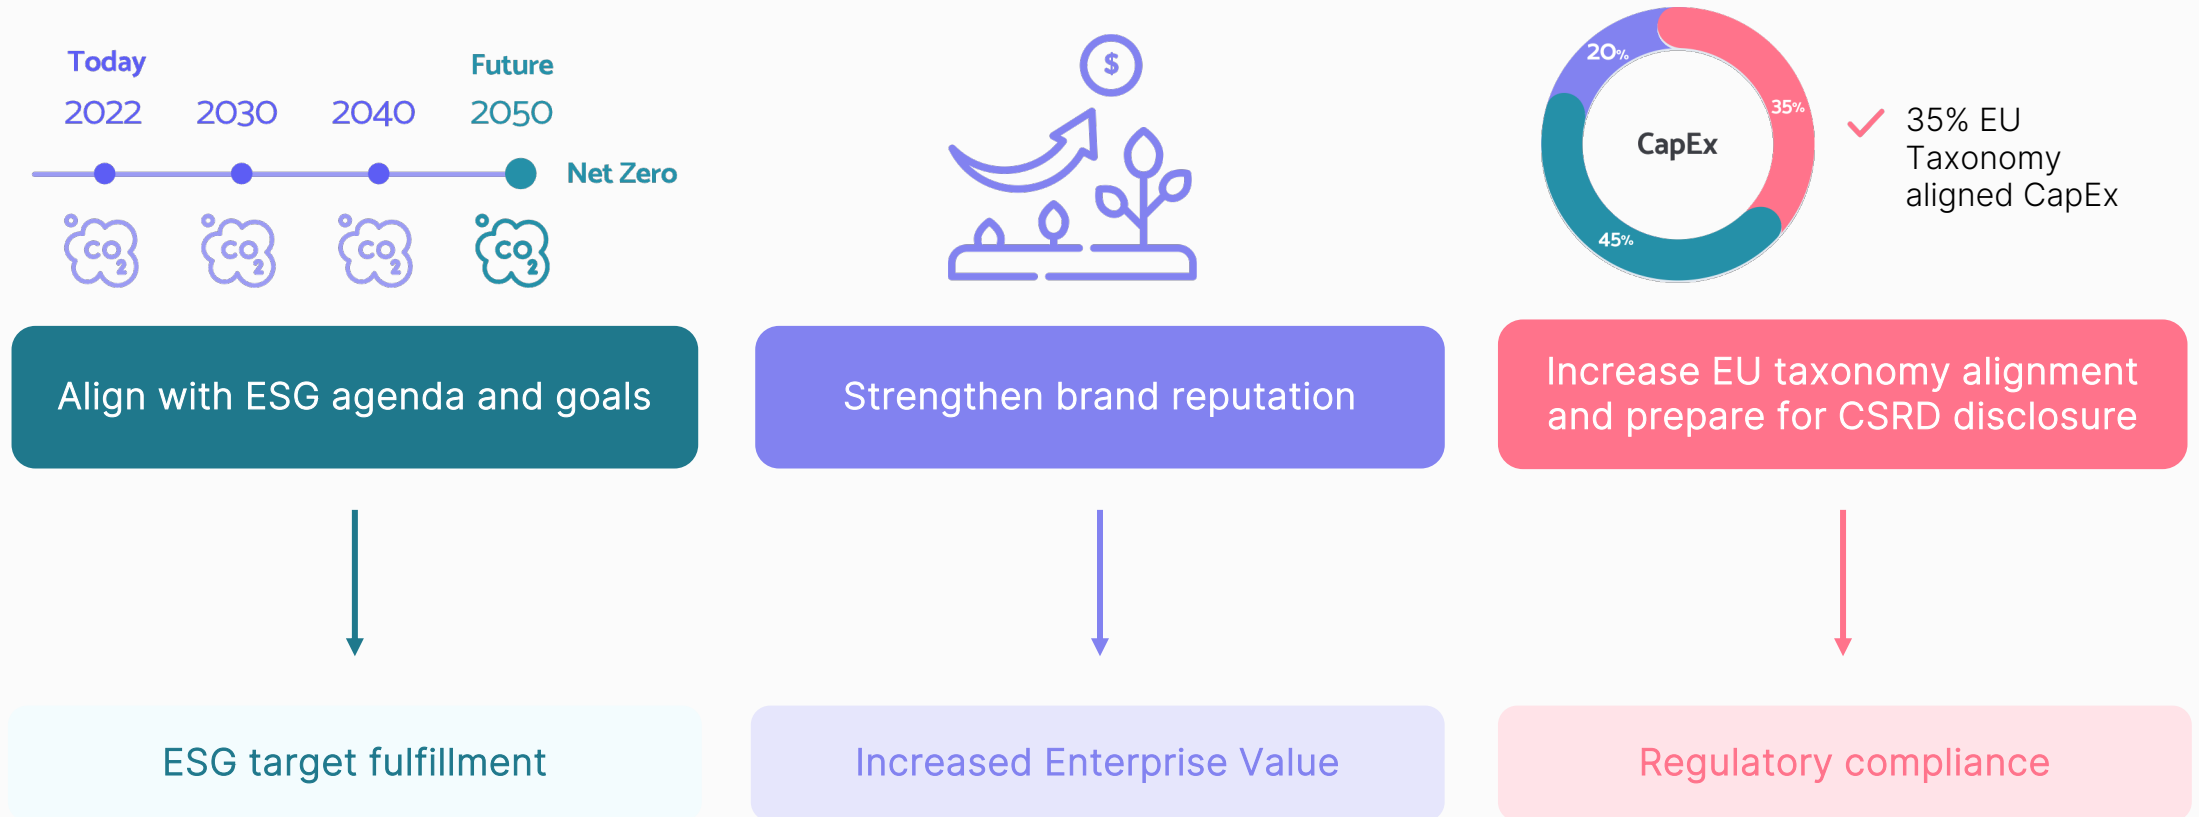 Today
Future
2022 2030 2040 2050
Net Zero
CO2 CO2 CO2 CO2
Align with ESG agenda and goals
ESG target fulfillment
$
Strengthen brand reputation
Increased Enterprise Value
20%
35%
45%
CapEx
35% EU
Taxonomy
aligned CapEx
Increase EU taxonomy alignment
and prepare for CSRD disclosure
Regulatory compliance